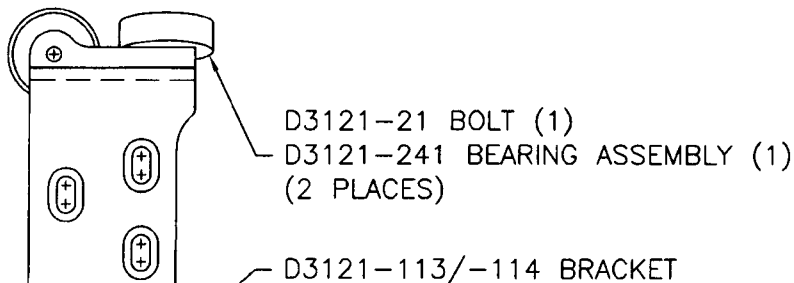 D3121-21 BOLT (1)
D3121-241 BEARING ASSEMBLY (1)
(2 PLACES)
D3121-113/-114 BRACKET